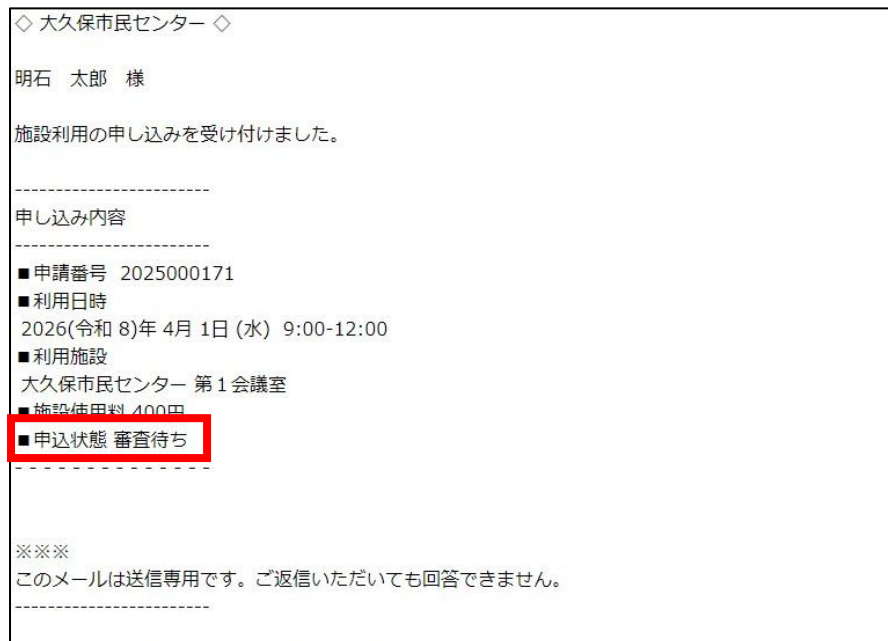 ◇ 大久保市民センター ◇
明石　太郎　様
施設利用の申し込みを受け付けました。
------------------------
申し込み内容
------------------------
■申請番号 2025000171
■利用日時
2026(令和 8)年 4月 1日 (水) 9:00-12:00
■利用施設
大久保市民センター 第１会議室
■施設使用料 400円
■申込状態 審査待ち
- - - - - - - - - - - - - -
※※※
このメールは送信専用です。ご返信いただいても回答できません。
------------------------